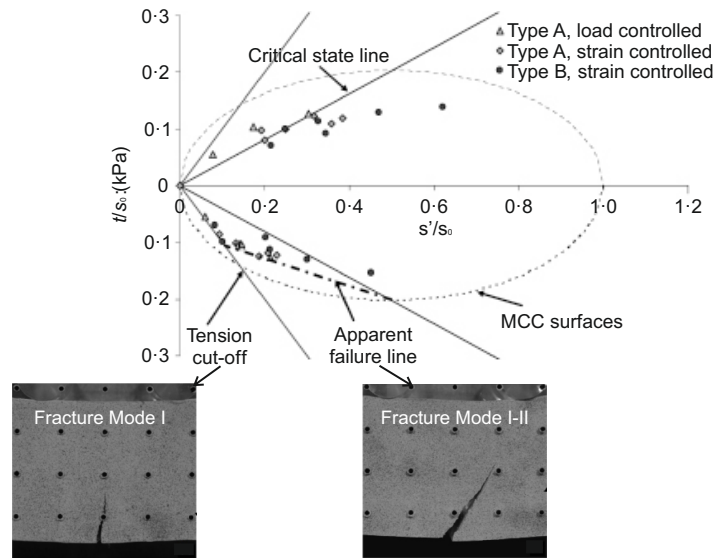 Type A, load controlled
Type A, strain controlled
Type B, strain controlled
Critical state line
0·3
0·2
0·1
0
0·1
0·2
0·3
t/s₀:(kPa)
0
0·2
0·4
0·6
0·8
1·0
1·2
s'/s₀
Tension
cut-off
Apparent
failure line
MCC surfaces
Fracture Mode I
Fracture Mode I-II